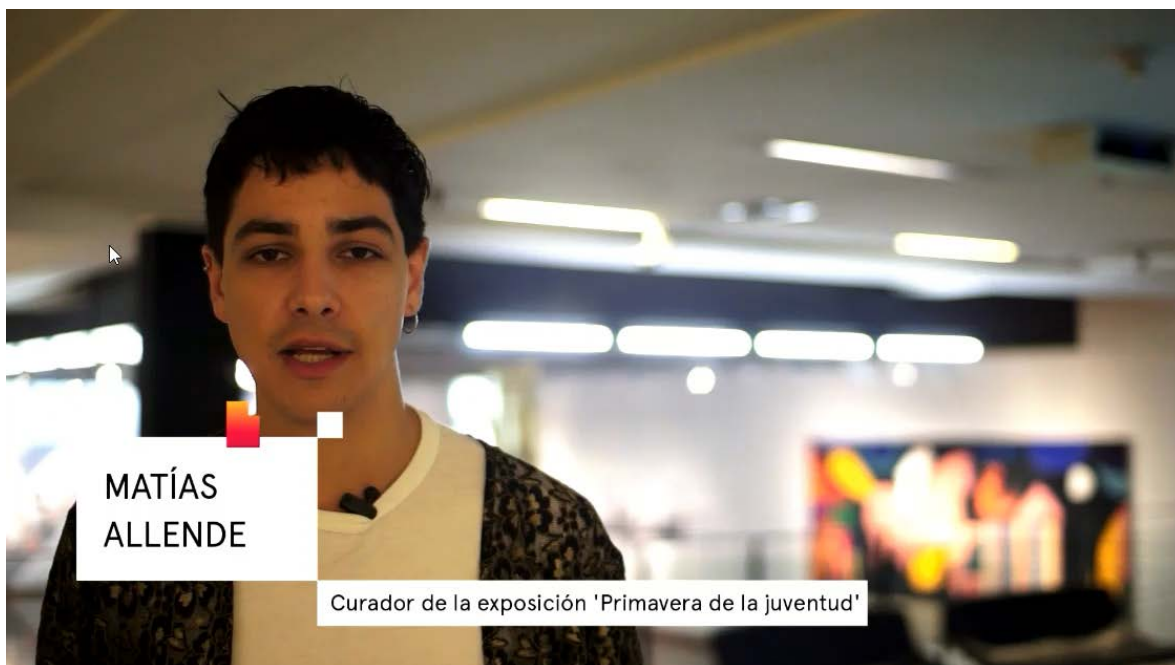 MATÍAS
ALLENDE
Curador de la exposición 'Primavera de la juventud'